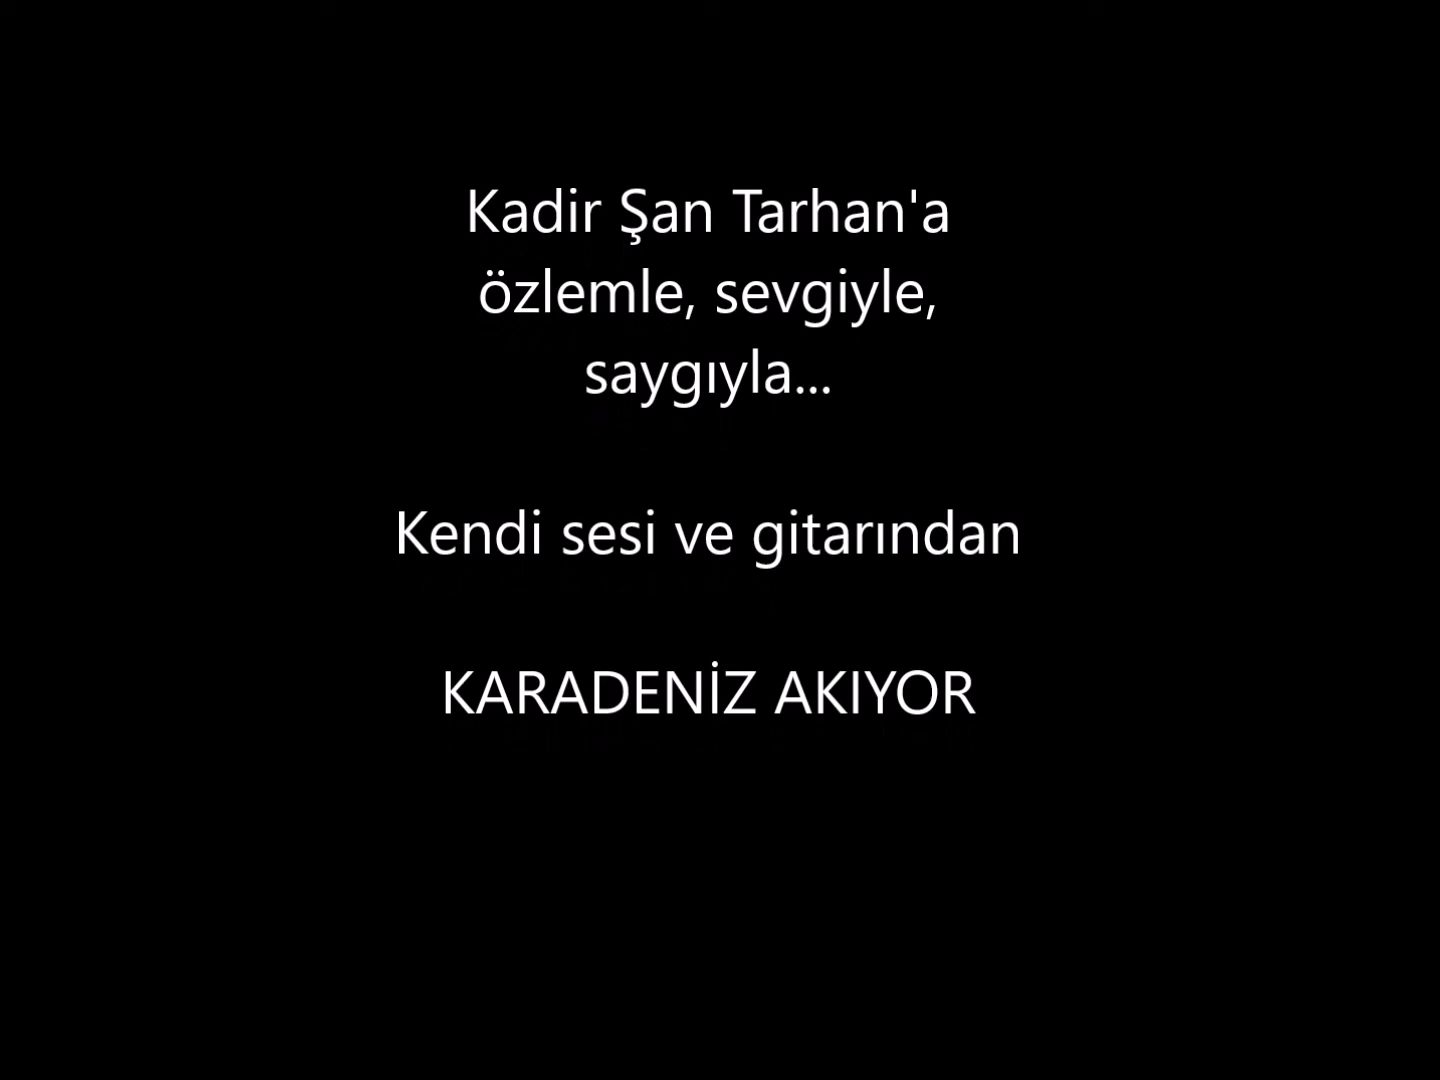 Kadir Şan Tarhan'a
özlemle, sevgiyle,
saygıyla...
Kendi sesi ve gitarından
KARADENİZ AKIYOR